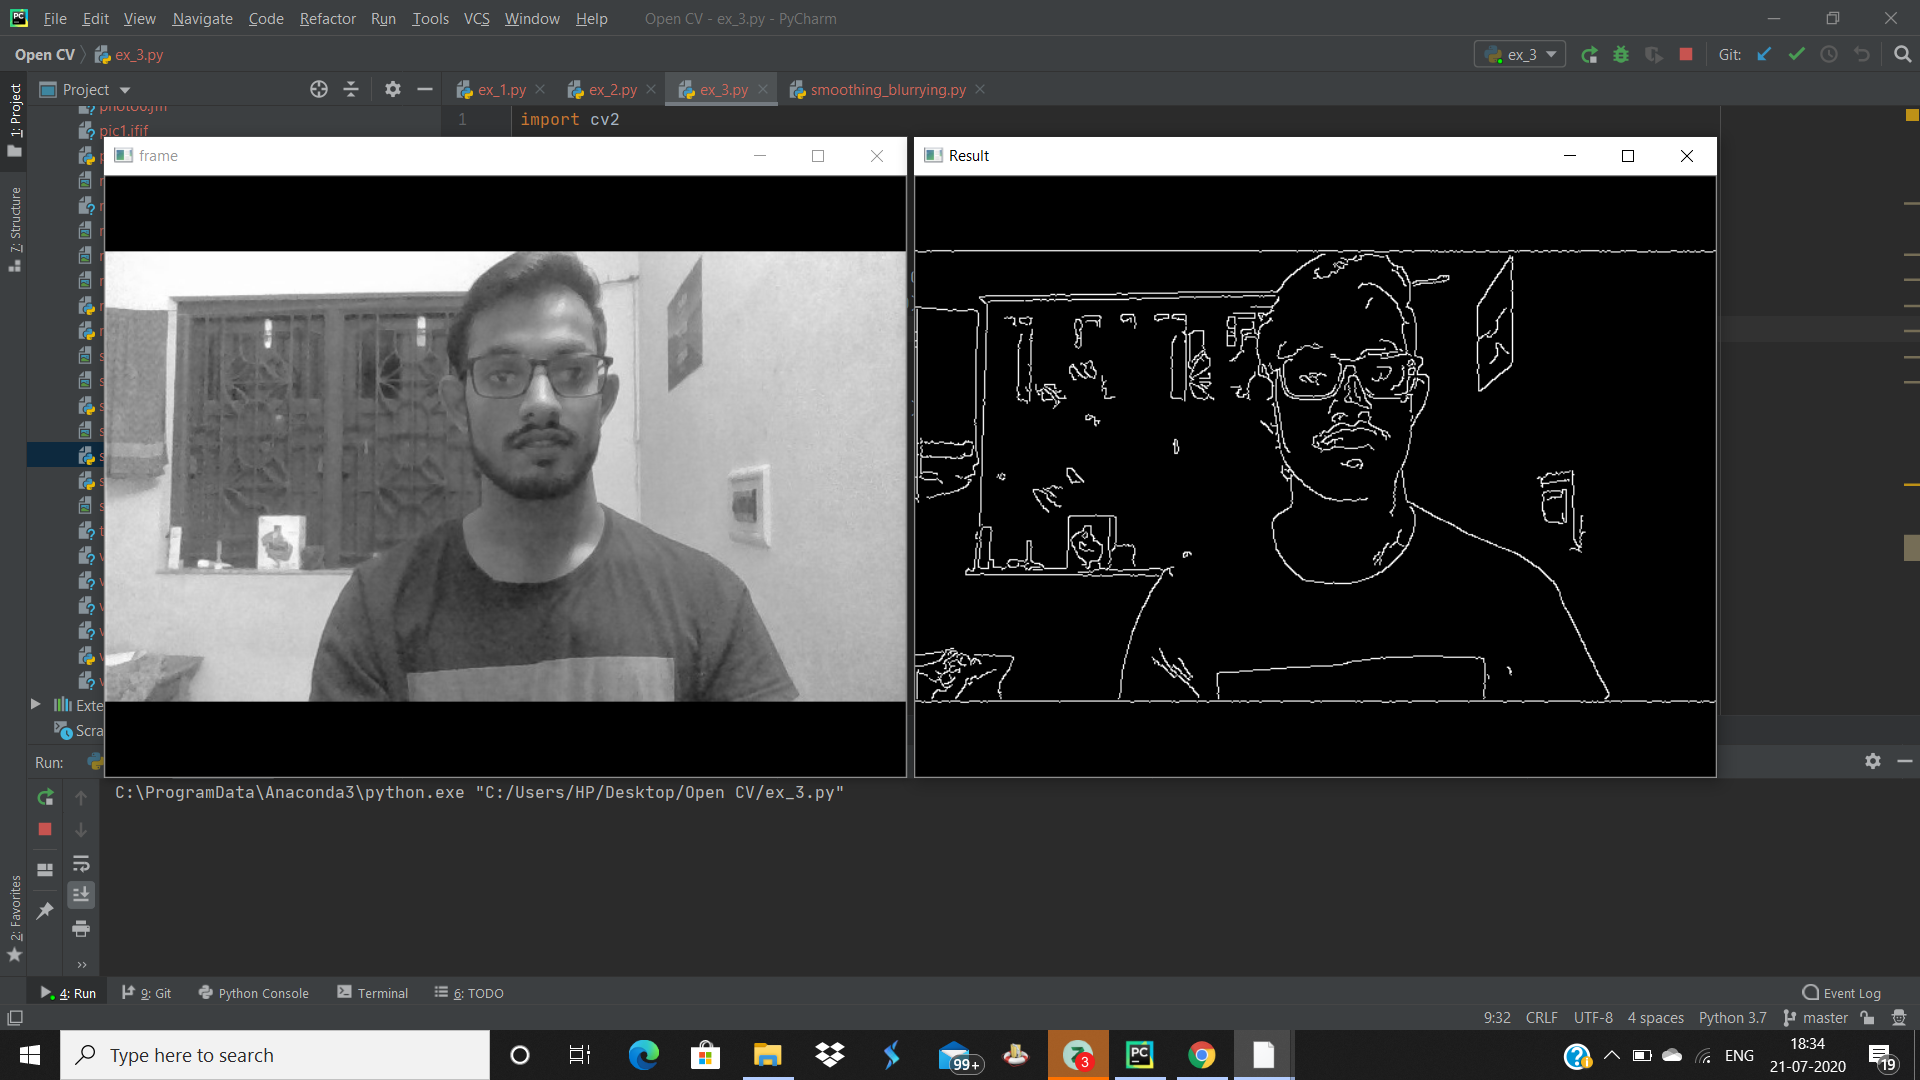 File Edit View Navigate Code Refactor Run Tools VCS Window Help Open CV - ex_3.py - PyCharm
Open CV ex_3.py ex_3 Git:
1: Project
Project
ex_1.py ex_2.py ex_3.py smoothing_blurrying.py
pic1.jfif
1 import cv2
frame
Result
7: Structure
Exte
Scra
Run:
C:\ProgramData\Anaconda3\python.exe "C:/Users/HP/Desktop/Open CV/ex_3.py"
2: Favorites
4: Run 9: Git Python Console Terminal 6: TODO Event Log
9:32 CRLF UTF-8 4 spaces Python 3.7 master
Type here to search
99+
3
ENG
18:34
21-07-2020
19